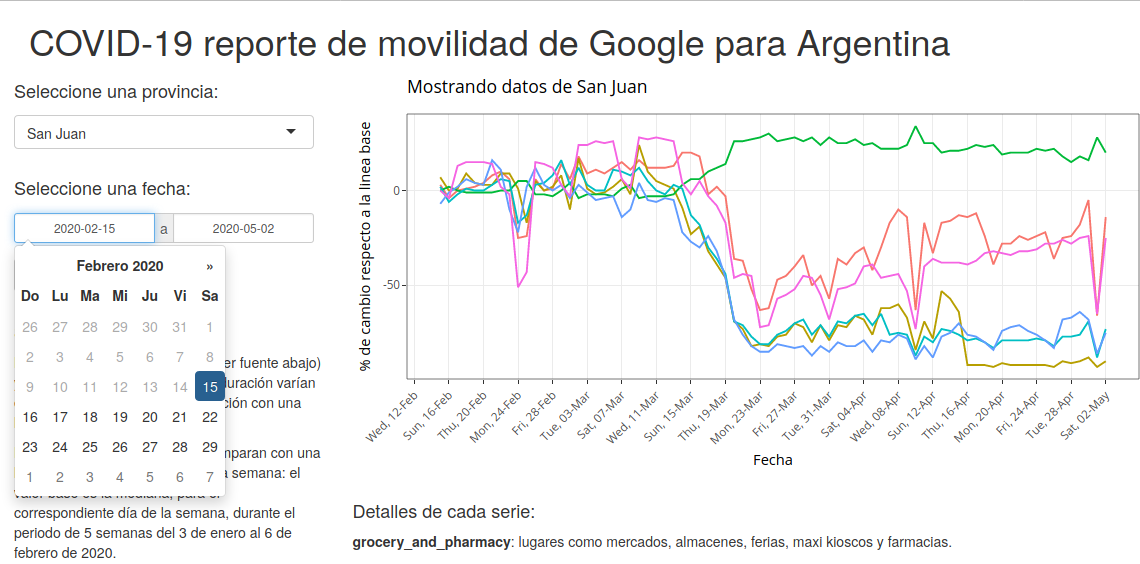 COVID-19 reporte de movilidad de Google para Argentina
Seleccione una provincia:
San Juan
Seleccione una fecha:
2020-02-15 a 2020-05-02
Febrero 2020 »
Do Lu Ma Mi Ju Vi Sa
26 27 28 29 30 31 1
2 3 4 5 6 7 8
9 10 11 12 13 14 15
16 17 18 19 20 21 22
23 24 25 26 27 28 29
1 2 3 4 5 6 7
er fuente abajo)
uración varían
ción con una
mparan con una
a semana: el
valor base es la mediana, para el
correspondiente día de la semana, durante el
periodo de 5 semanas del 3 de enero al 6 de
febrero de 2020.
Mostrando datos de San Juan
% de cambio respecto a la linea base
0
-50
Wed, 12-Feb
Sun, 16-Feb
Thu, 20-Feb
Mon, 24-Feb
Fri, 28-Feb
Tue, 03-Mar
Sat, 07-Mar
Wed, 11-Mar
Sun, 15-Mar
Thu, 19-Mar
Mon, 23-Mar
Fri, 27-Mar
Tue, 31-Mar
Sat, 04-Apr
Wed, 08-Apr
Sun, 12-Apr
Thu, 16-Apr
Mon, 20-Apr
Fri, 24-Apr
Tue, 28-Apr
Sat, 02-May
Fecha
Detalles de cada serie:
grocery_and_pharmacy: lugares como mercados, almacenes, ferias, maxi kioscos y farmacias.